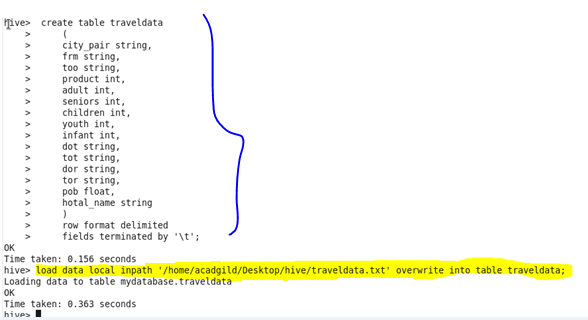 hive>  create table traveldata
    >      (
    >      city_pair string,
    >      frm string,
    >      too string,
    >      product int,
    >      adult int,
    >      seniors int,
    >      children int,
    >      youth int,
    >      infant int,
    >      dot string,
    >      tot string,
    >      dor string,
    >      tor string,
    >      pob float,
    >      hotal_name string
    >      )
    >      row format delimited
    >      fields terminated by '\t';
OK
Time taken: 0.156 seconds
hive> load data local inpath '/home/acadgild/Desktop/hive/traveldata.txt' overwrite into table traveldata;
Loading data to table mydatabase.traveldata
OK
Time taken: 0.363 seconds
hive>